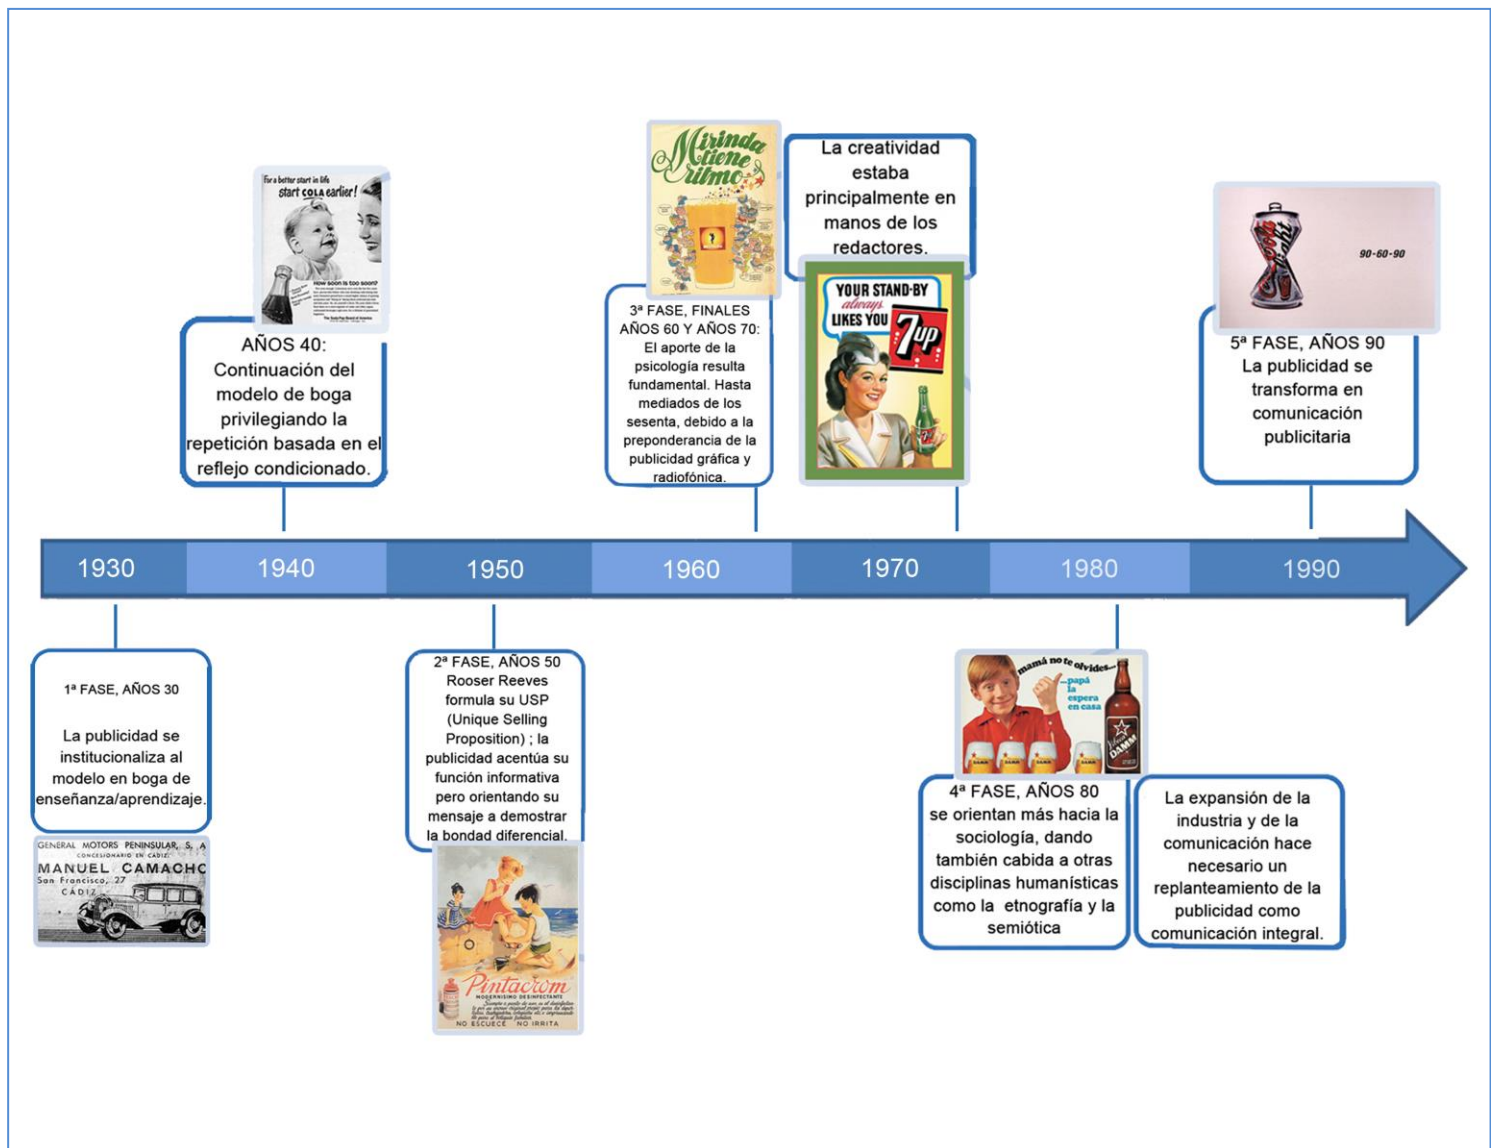 For a better start in life
start COLA earlier!
HOW soon is too soon?
The Soda Pop Board of America
AÑOS 40:
Continuación del
modelo de boga
privilegiando la
repetición basada en el
reflejo condicionado.
Mirinda
tiene
ritmo
3ª FASE, FINALES
AÑOS 60 Y AÑOS 70:
El aporte de la
psicología resulta
fundamental. Hasta
mediados de los
sesenta, debido a la
preponderancia de la
publicidad gráfica y
radiofónica.
La creatividad
estaba
principalmente en
manos de los
redactores.
YOUR STAND-BY
always
LIKES YOU
7up
90-60-90
5ª FASE, AÑOS 90
La publicidad se
transforma en
comunicación
publicitaria
1930
1940
1950
1960
1970
1980
1990
1ª FASE, AÑOS 30
La publicidad se
institucionaliza al
modelo en boga de
enseñanza/aprendizaje.
GENERAL MOTORS PENINSULAR, S. A
CONCESIONARIO EN CADIZ:
MANUEL CAMACHO
San Francisco, 27
CADIZ
2ª FASE, AÑOS 50
Rooser Reeves
formula su USP
(Unique Selling
Proposition) ; la
publicidad acentúa su
función informativa
pero orientando su
mensaje a demostrar
la bondad diferencial.
Pintacrom
MODERNISIMO DESINFECTANTE
NO ESCUECE NO IRRITA
mamá no te olvides...
...papá
la
espera
en casa
DAMM
4ª FASE, AÑOS 80
se orientan más hacia la
sociología, dando
también cabida a otras
disciplinas humanísticas
como la etnografía y la
semiótica
La expansión de la
industria y de la
comunicación hace
necesario un
replanteamiento de la
publicidad como
comunicación integral.